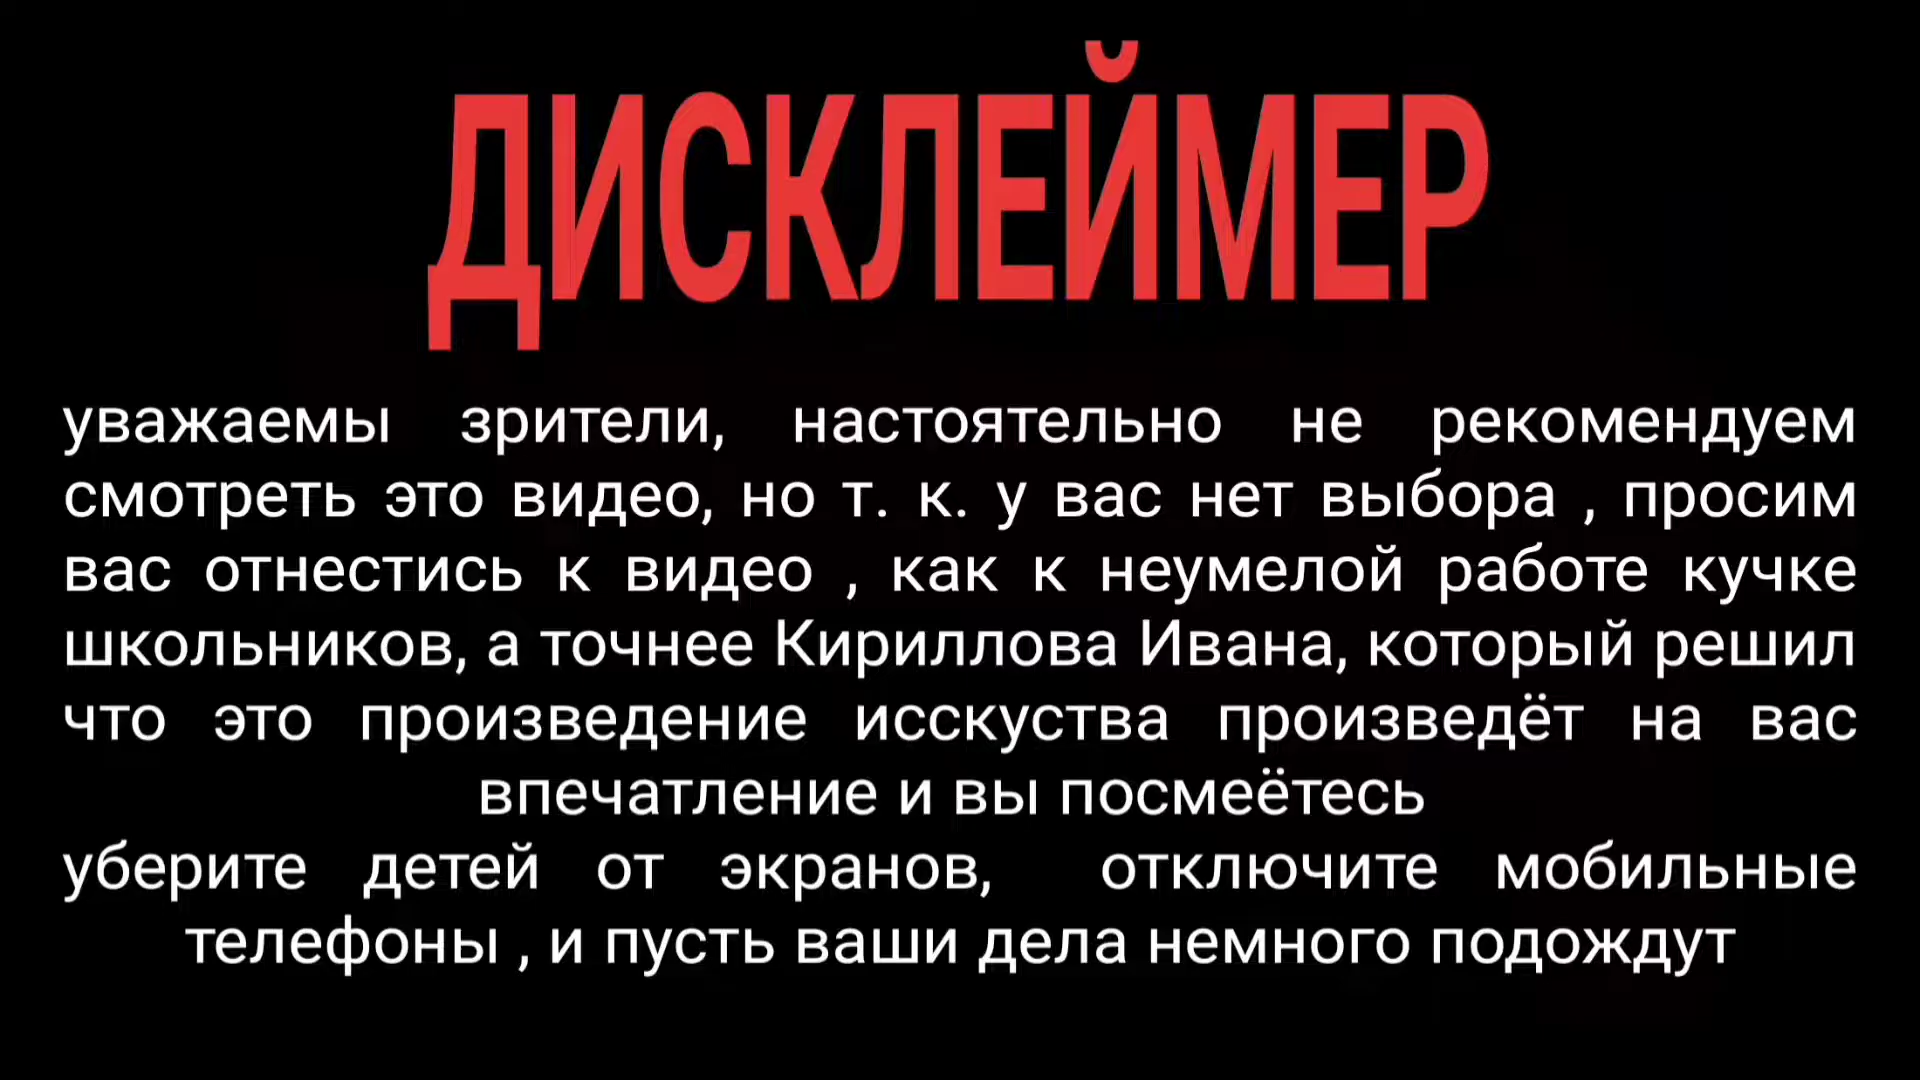 ДИСКЛЕЙМЕР
уважаемы зрители, настоятельно не рекомендуем
смотреть это видео, но т. к. у вас нет выбора , просим
вас отнестись к видео , как к неумелой работе кучке
школьников, а точнее Кириллова Ивана, который решил
что это произведение исскуства произведёт на вас
впечатление и вы посмеётесь
уберите детей от экранов, отключите мобильные
телефоны , и пусть ваши дела немного подождут